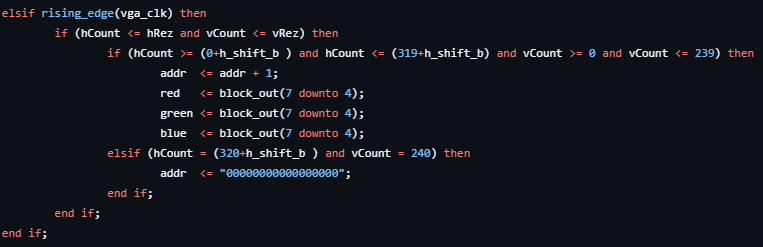 elsif rising_edge(vga_clk) then
if (hCount <= hRez and vCount <= vRez) then
if (hCount >= (0+h_shift_b ) and hCount <= (319+h_shift_b) and vCount >= 0 and vCount <= 239) then
addr <= addr + 1;
red <= block_out(7 downto 4);
green <= block_out(7 downto 4);
blue <= block_out(7 downto 4);
elsif (hCount = (320+h_shift_b ) and vCount = 240) then
addr <= "00000000000000000";
end if;
end if;
end if;